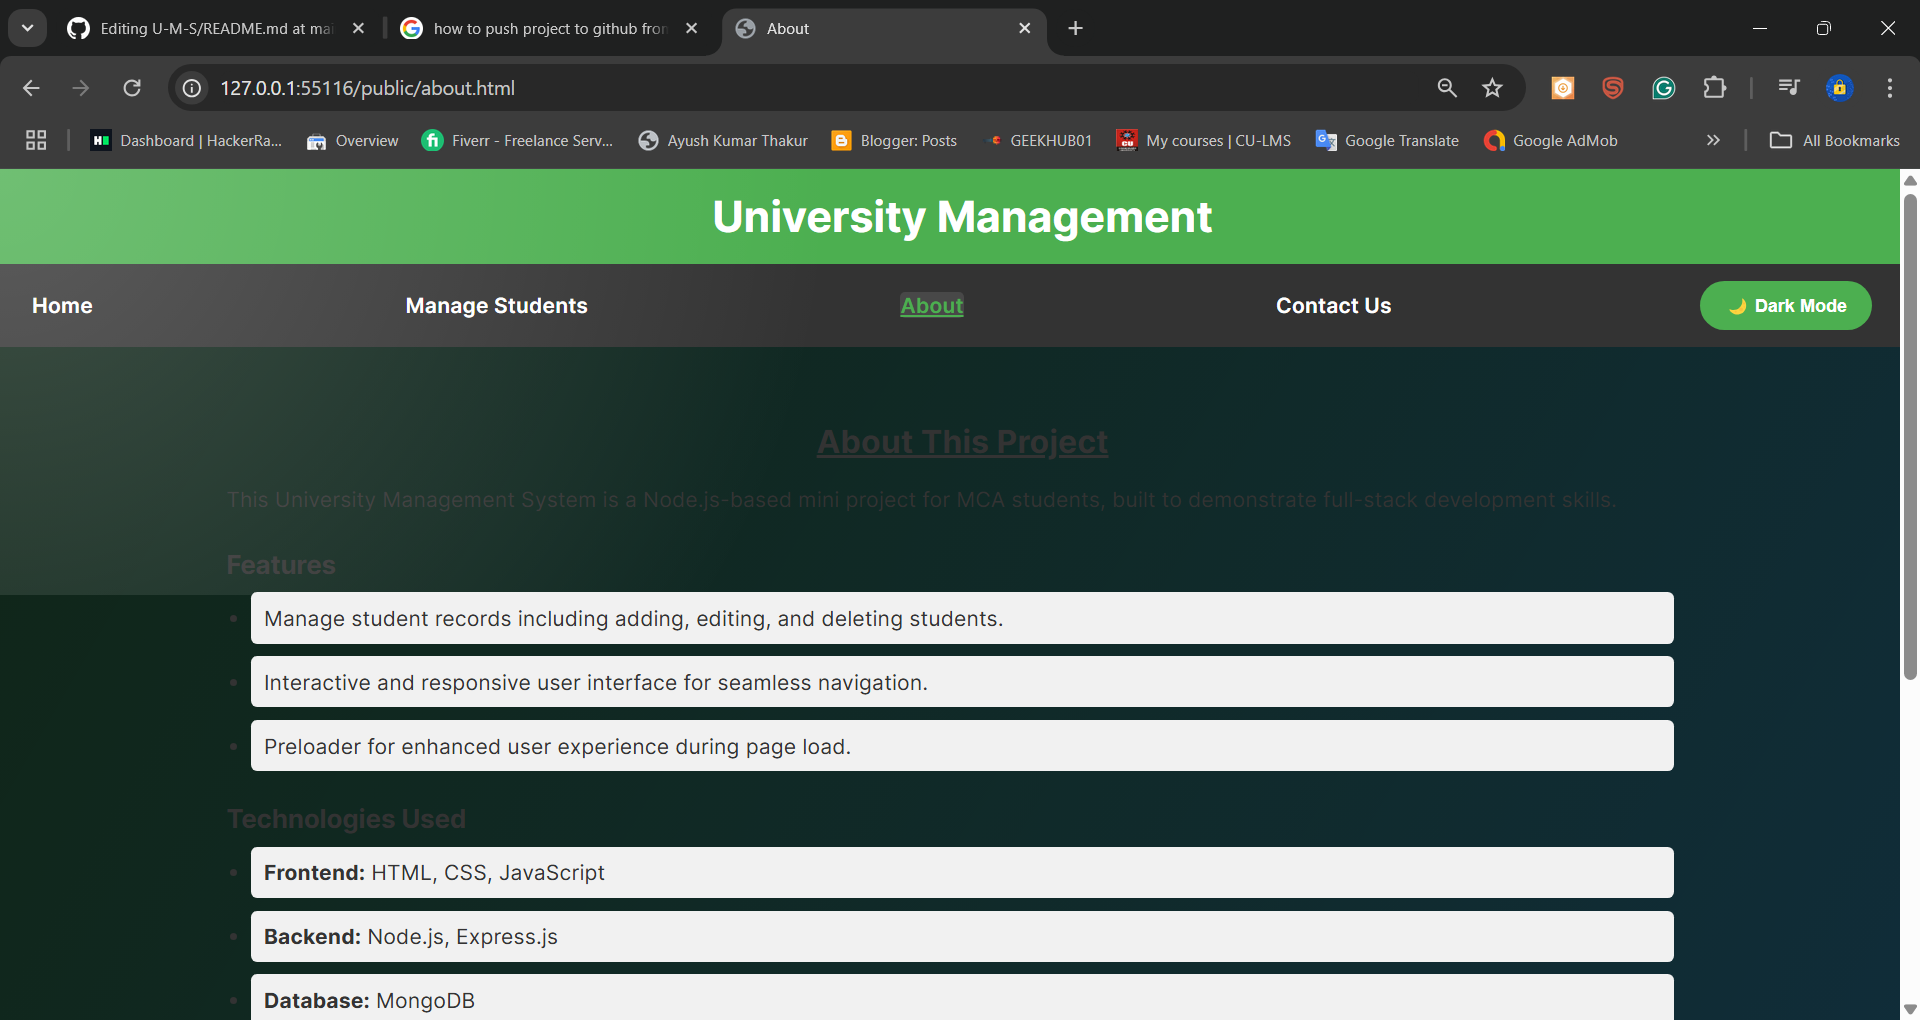 Editing U-M-S/README.md at mai
how to push project to github from
About
127.0.0.1:55116/public/about.html
Dashboard | HackerRa...
Overview
Fiverr - Freelance Serv...
Ayush Kumar Thakur
Blogger: Posts
GEEKHUB01
My courses | CU-LMS
Google Translate
Google AdMob
All Bookmarks
University Management
Home
Manage Students
About
Contact Us
🌙 Dark Mode
About This Project
This University Management System is a Node.js-based mini project for MCA students, built to demonstrate full-stack development skills.
Features
• Manage student records including adding, editing, and deleting students.
• Interactive and responsive user interface for seamless navigation.
• Preloader for enhanced user experience during page load.
Technologies Used
• Frontend: HTML, CSS, JavaScript
• Backend: Node.js, Express.js
• Database: MongoDB